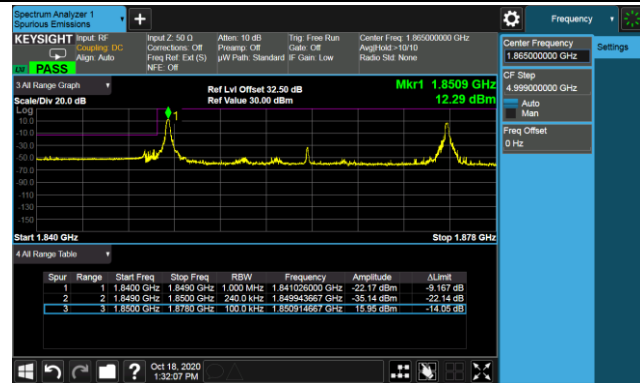 Spectrum Analyzer 1
Spurious Emissions
Frequency
KEYSIGHT
Input: RF
Coupling: DC
Align: Auto
Input Z: 50 Ω
Corrections: Off
Freq Ref: Ext (S)
NFE: Off
Atten: 10 dB
Preamp: Off
µW Path: Standard
Trig: Free Run
Gate: Off
IF Gain: Low
Center Freq: 1.865000000 GHz
Avg|Hold:>10/10
Radio Std: None
PASS
Center Frequency
1.865000000 GHz
Settings
CF Step
4.999000000 GHz
Auto
Man
Freq Offset
0 Hz
3 All Range Graph
Scale/Div 20.0 dB
Ref Lvl Offset 32.50 dB
Ref Value 30.00 dBm
Mkr1 1.8509 GHz
12.29 dBm
Log
10.0
-10.0
-30.0
-50.0
-70.0
-90.0
-110
-130
-150
1
Start 1.840 GHz
Stop 1.878 GHz
4 All Range Table
Spur Range Start Freq Stop Freq RBW Frequency Amplitude ΔLimit
1 1 1.8400 GHz 1.8490 GHz 1.000 MHz 1.841026000 GHz -22.17 dBm -9.167 dB
2 2 1.8490 GHz 1.8500 GHz 240.0 kHz 1.849943667 GHz -35.14 dBm -22.14 dB
3 3 1.8500 GHz 1.8780 GHz 100.0 kHz 1.850914667 GHz 15.95 dBm -14.05 dB
Oct 18, 2020
1:32:07 PM